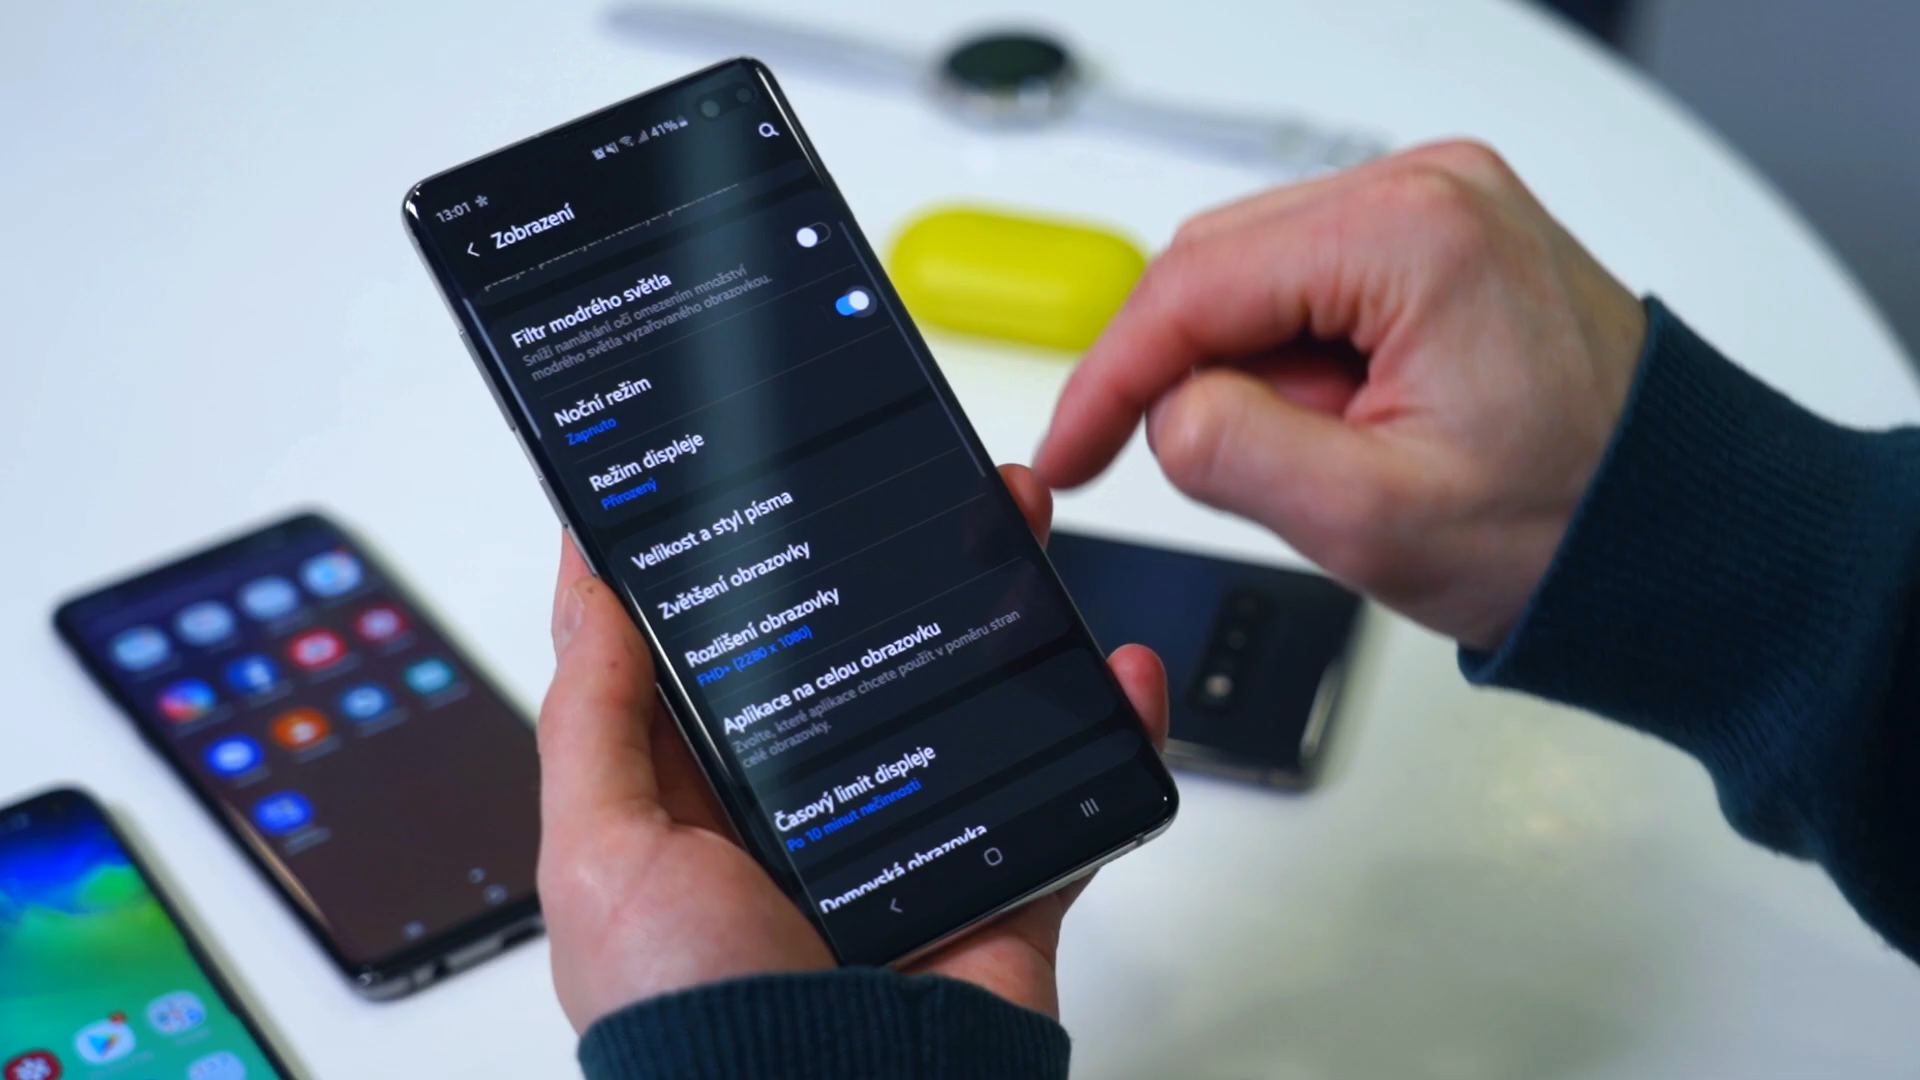 41%
13:01
Zobrazení
Filtr modrého světla
Sníží namáhání očí omezením množství
modrého světla vyzařovaného obrazovkou.
Noční režim
Zapnuto
Režim displeje
Přirozený
Velikost a styl písma
Zvětšení obrazovky
Rozlišení obrazovky
FHD+ (2280 x 1080)
Aplikace na celou obrazovku
Zvolte, které aplikace chcete použít v poměru stran
celé obrazovky.
Časový limit displeje
Po 10 minut nečinnosti
Domovská obrazovka